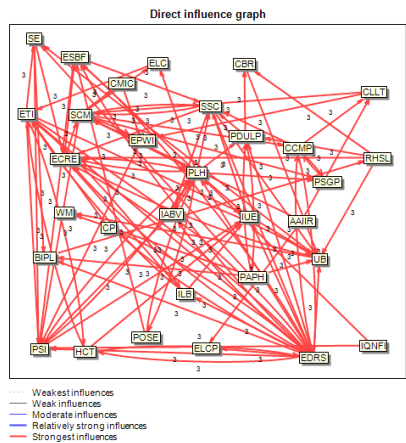 Direct influence graph
SE
ESBF
ELC
CBR
CMIC
CLLT
SSC
ETI
SCM
PDULP
EPWI
CCMP
ECRE
RHSL
PLH
PSGP
WM
IABV
IUE
AAIIR
CP
BIPL
UB
PAPH
ILB
POSE
PSI
HCT
ELCP
EDRS
IQNFI
Weakest influences
Weak influences
Moderate influences
Relatively strong influences
Strongest influences